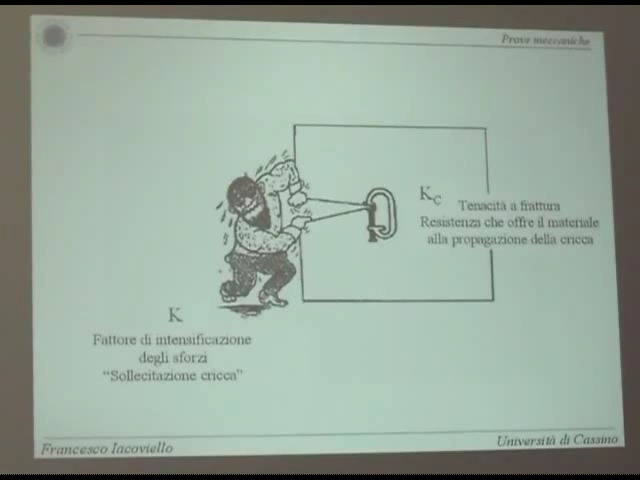 Prove meccaniche
K_C
Tenacità a frattura
Resistenza che offre il materiale
alla propagazione della cricca
K
Fattore di intensificazione
degli sforzi
“Sollecitazione cricca”
Francesco Iacoviello
Università di Cassino